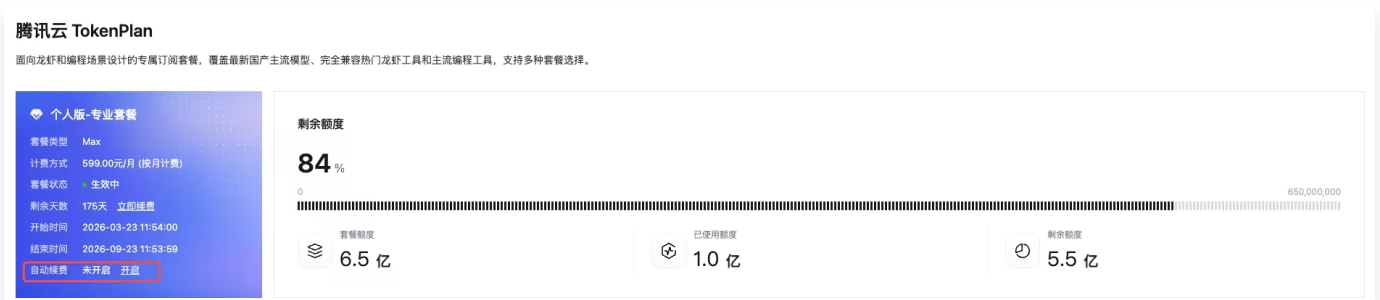 腾讯云 TokenPlan
面向龙虾和编程场景设计的专属订阅套餐，覆盖最新国产主流模型、完全兼容热门龙虾工具和主流编程工具，支持多种套餐选择。
个人版-专业套餐
套餐类型 Max
计费方式 599.00元/月 (按月计费)
套餐状态 生效中
剩余天数 175天 立即续费
开始时间 2026-03-23 11:54:00
结束时间 2026-09-23 11:53:59
自动续费 未开启 开启
剩余额度
84 %
0 650,000,000
套餐额度
6.5 亿
已使用额度
1.0 亿
剩余额度
5.5 亿